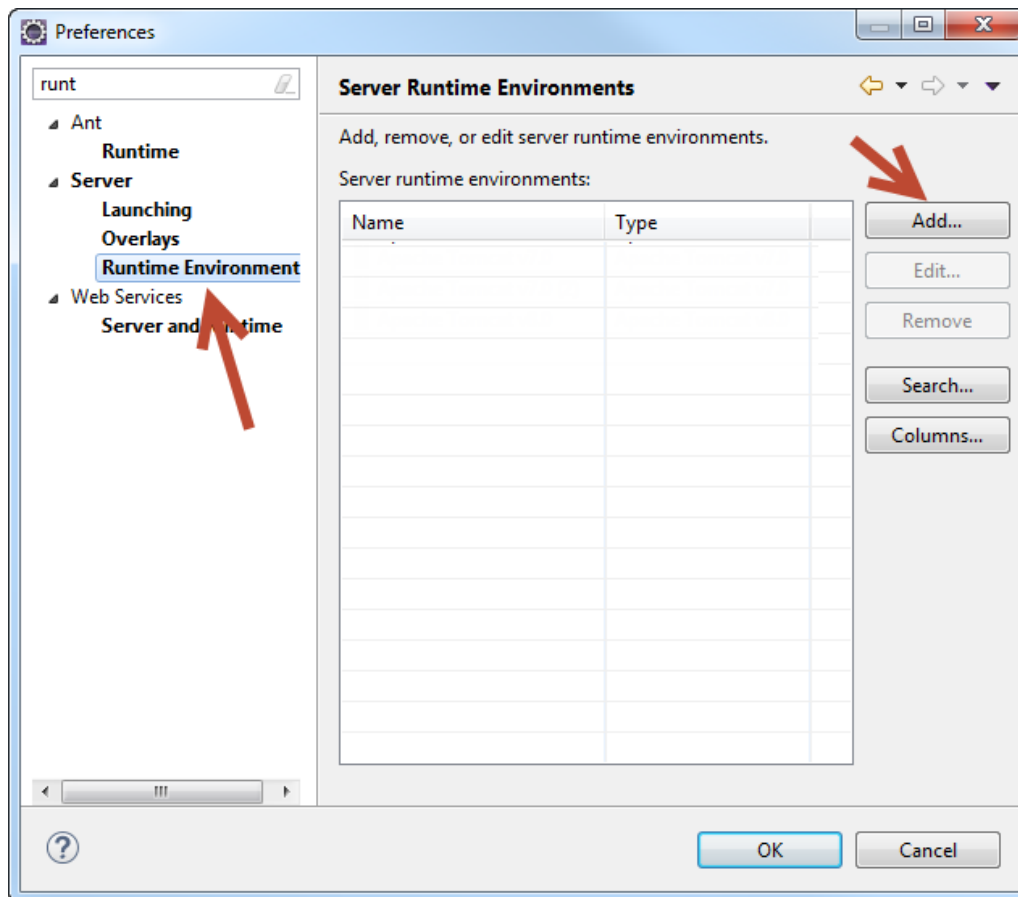 Preferences
runt
Ant
Runtime
Server
Launching
Overlays
Runtime Environment
Web Services
Server and
Server Runtime Environments
Add, remove, or edit server runtime environments.
Server runtime environments:
Name Type
Add...
Edit...
Remove
Search...
Columns...
OK Cancel